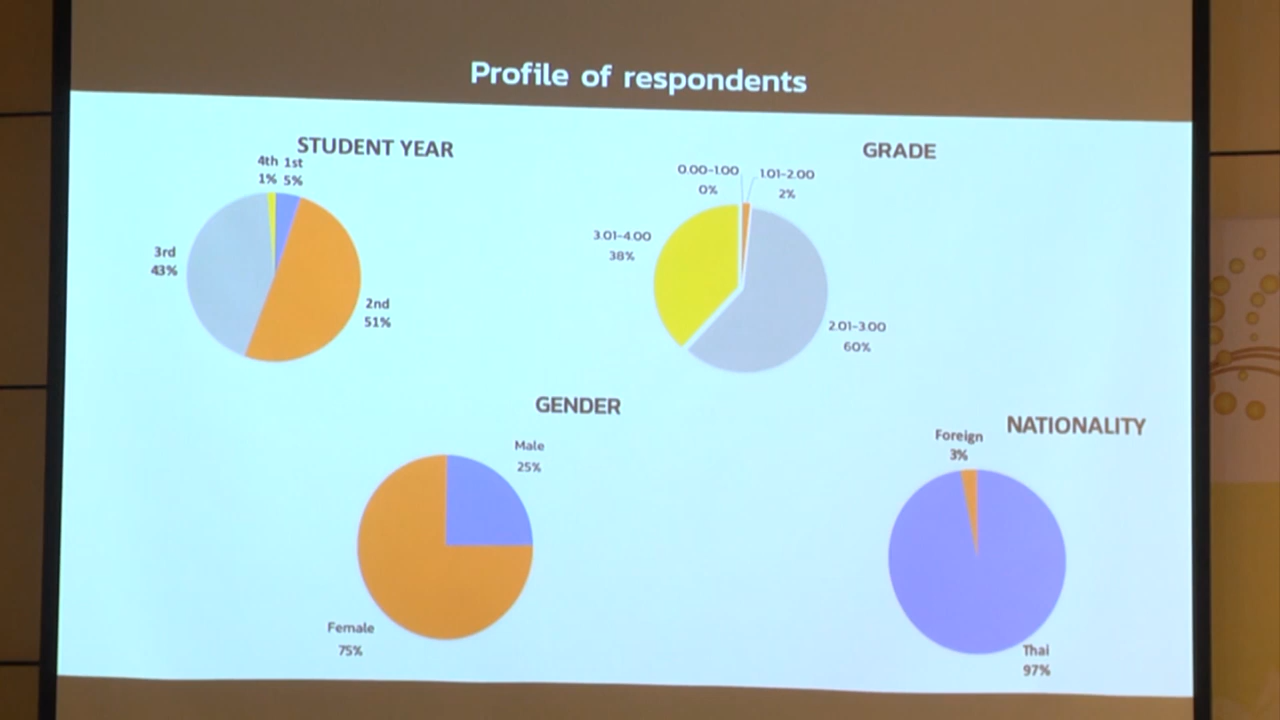 Profile of respondents
STUDENT YEAR
4th 1st
1% 5%
3rd
43%
2nd
51%
GRADE
0.00-1.00
0%
1.01-2.00
2%
3.01-4.00
38%
2.01-3.00
60%
GENDER
Male
25%
Female
75%
NATIONALITY
Foreign
3%
Thai
97%